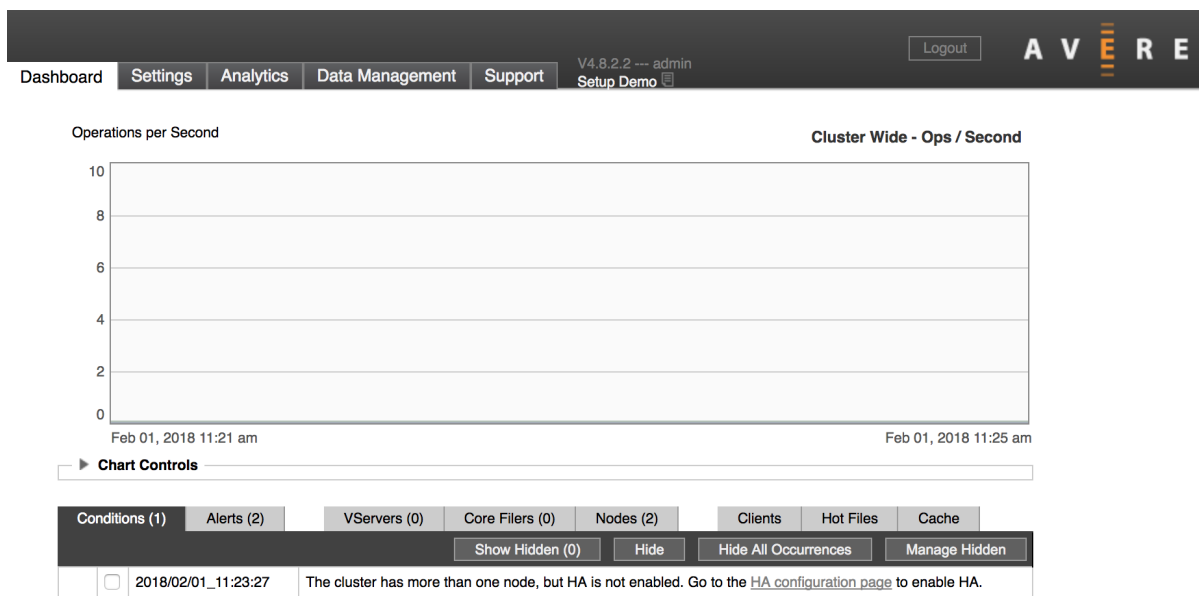 Logout
AVERE
Dashboard Settings Analytics Data Management Support
V4.8.2.2 --- admin
Setup Demo
Operations per Second
Cluster Wide - Ops / Second
10
8
6
4
2
0
Feb 01, 2018 11:21 am Feb 01, 2018 11:25 am
Chart Controls
Conditions (1) Alerts (2) VServers (0) Core Filers (0) Nodes (2) Clients Hot Files Cache
Show Hidden (0) Hide Hide All Occurrences Manage Hidden
2018/02/01_11:23:27 The cluster has more than one node, but HA is not enabled. Go to the HA configuration page to enable HA.